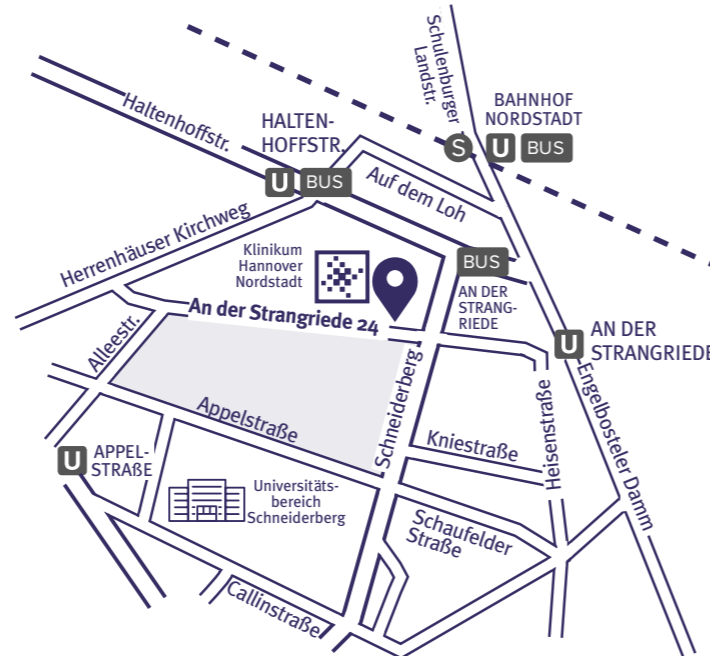 Schulenburger
Landstr.
BAHNHOF
NORDSTADT
S
U
BUS
Haltenhoffstr.
HALTEN-
HOFFSTR.
U
BUS
Auf dem Loh
Herrenhäuser Kirchweg
Klinikum
Hannover
Nordstadt
BUS
AN DER
STRANG-
RIEDE
An der Strangriede 24
U
AN DER
STRANGRIEDE
Alleestr.
Schneiderberg
Engelbosteler Damm
Heisenstraße
Appelstraße
Kniestraße
U
APPEL-
STRAßE
Universitäts-
bereich
Schneiderberg
Schaufelder
Straße
Callinstraße